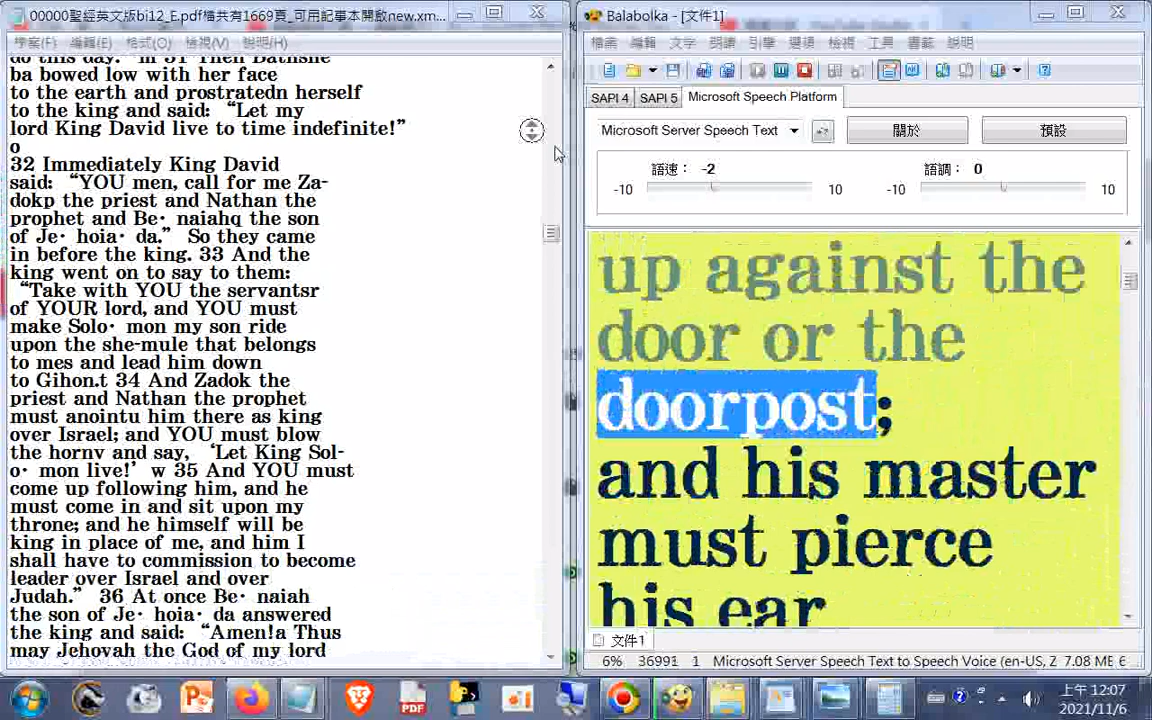 00000聖經英文版bi12_E.pdf檔共有1669頁_可用記事本開啟new.xm...
檔案(F) 編輯(E) 格式(O) 檢視(V) 說明(H)
do this day." m 31 Then Bathshe
ba bowed low with her face
to the earth and prostratedn herself
to the king and said: “Let my
lord King David live to time indefinite!”
o
32 Immediately King David
said: “YOU men, call for me Za-
dokp the priest and Nathan the
prophet and Be· naiahq the son
of Je· hoia· da.” So they came
in before the king. 33 And the
king went on to say to them:
“Take with YOU the servantsr
of YOUR lord, and YOU must
make Solo· mon my son ride
upon the she-mule that belongs
to mes and lead him down
to Gihon.t 34 And Zadok the
priest and Nathan the prophet
must anointu him there as king
over Israel; and YOU must blow
the hornv and say, ‘Let King Sol-
o· mon live!’ w 35 And YOU must
come up following him, and he
must come in and sit upon my
throne; and he himself will be
king in place of me, and him I
shall have to commission to become
leader over Israel and over
Judah.” 36 At once Be· naiah
the son of Je· hoia· da answered
the king and said: “Amen!a Thus
may Jehovah the God of my lord
Balabolka - [文件1]
檔案 編輯 文字 朗讀 引擎 選項 檢視 工具 書籤 說明
SAPI 4 SAPI 5 Microsoft Speech Platform
Microsoft Server Speech Text
關於 預設
語速： -2 語調： 0
-10 10 -10 10
up against the
door or the
doorpost;
and his master
must pierce
his ear
文件1
6% 36991 1 Microsoft Server Speech Text to Speech Voice (en-US, Z 7.08 MB 6
PDF
上午 12:07
2021/11/6